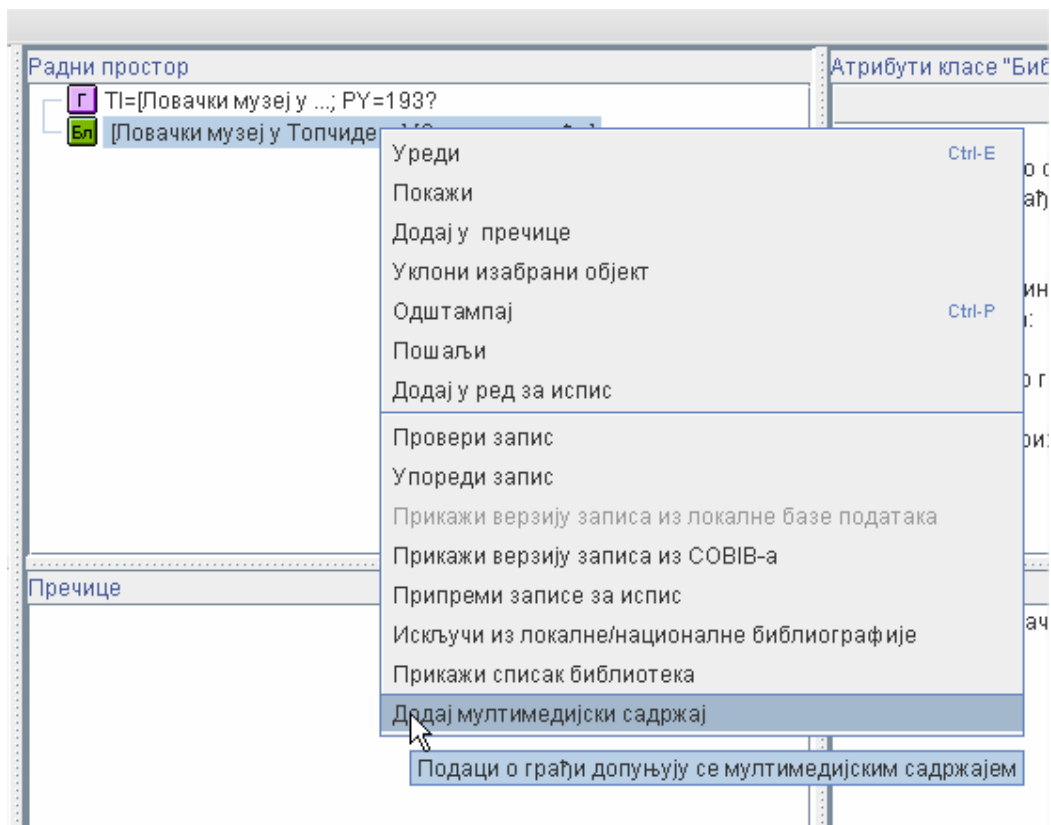 Радни простор
Атрибути класе "Биб
Г TI=[Ловачки музеј у ...; PY=193?
Бл [Ловачки музеј у Топчиде
Уреди Ctrl-E
Покажи
Додај у пречице
Уклони изабрани објект
Одштампај Ctrl-P
Пошаљи
Додај у ред за испис
Провери запис
Упореди запис
Прикажи верзију записа из локалне базе података
Прикажи верзију записа из COBIB-а
Припреми записе за испис
Искључи из локалне/националне библиографије
Прикажи списак библиотека
Додај мултимедијски садржај
Подаци о грађи допуњују се мултимедијским садржајем
Пречице